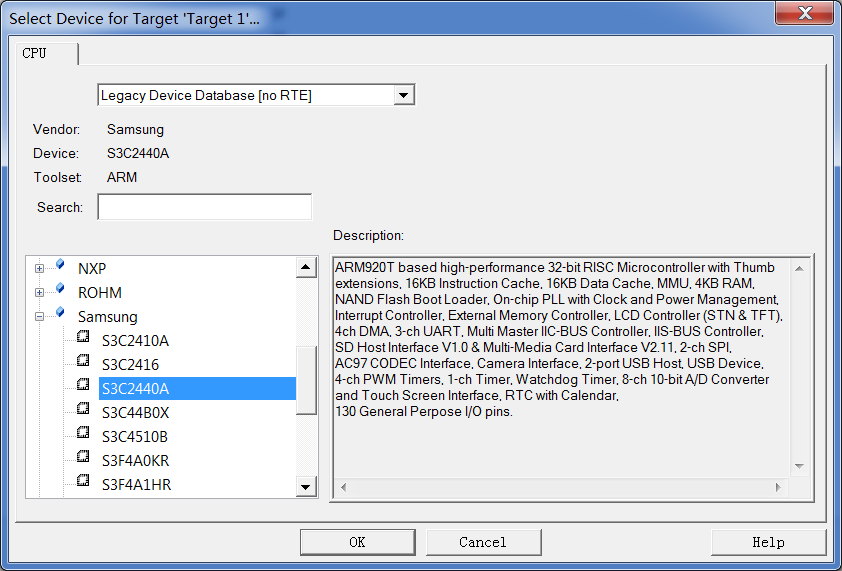 Select Device for Target 'Target 1'...
CPU
Legacy Device Database [no RTE]
Vendor: Samsung
Device: S3C2440A
Toolset: ARM
Search:
Description:
NXP
ROHM
Samsung
S3C2410A
S3C2416
S3C2440A
S3C44B0X
S3C4510B
S3F4A0KR
S3F4A1HR
ARM920T based high-performance 32-bit RISC Microcontroller with Thumb
extensions, 16KB Instruction Cache, 16KB Data Cache, MMU, 4KB RAM,
NAND Flash Boot Loader, On-chip PLL with Clock and Power Management,
Interrupt Controller, External Memory Controller, LCD Controller (STN & TFT),
4ch DMA, 3-ch UART, Multi Master IIC-BUS Controller, IIS-BUS Controller,
SD Host Interface V1.0 & Multi-Media Card Interface V2.11, 2-ch SPI,
AC97 CODEC Interface, Camera Interface, 2-port USB Host, USB Device,
4-ch PWM Timers, 1-ch Timer, Watchdog Timer, 8-ch 10-bit A/D Converter
and Touch Screen Interface, RTC with Calendar,
130 General Perpose I/O pins.
OK
Cancel
Help